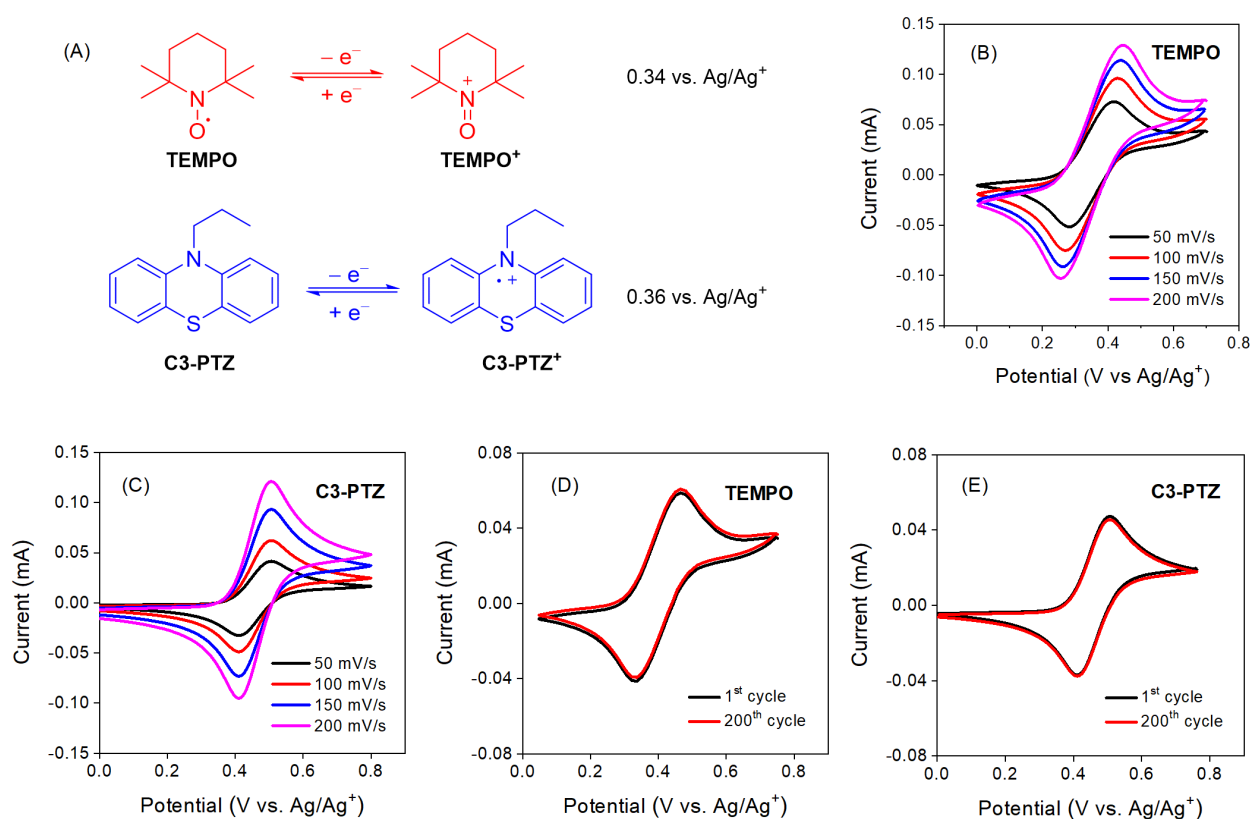 (A)
− e⁻
+ e⁻
N
O
•
N
+
O
TEMPO
TEMPO⁺
0.34 vs. Ag/Ag⁺
N
S
− e⁻
+ e⁻
N
• +
S
C3-PTZ
C3-PTZ⁺
0.36 vs. Ag/Ag⁺
(B)
TEMPO
Current (mA)
0.15
0.10
0.05
0.00
-0.05
-0.10
-0.15
50 mV/s
100 mV/s
150 mV/s
200 mV/s
0.0 0.2 0.4 0.6 0.8
Potential (V vs Ag/Ag⁺)
(C)
C3-PTZ
Current (mA)
0.15
0.10
0.05
0.00
-0.05
-0.10
-0.15
50 mV/s
100 mV/s
150 mV/s
200 mV/s
0.0 0.2 0.4 0.6 0.8
Potential (V vs. Ag/Ag⁺)
(D)
TEMPO
Current (mA)
0.08
0.04
0.00
-0.04
-0.08
1ˢᵗ cycle
200ᵗʰ cycle
0.0 0.2 0.4 0.6 0.8
Potential (V vs. Ag/Ag⁺)
(E)
C3-PTZ
Current (mA)
0.08
0.04
0.00
-0.04
-0.08
1ˢᵗ cycle
200ᵗʰ cycle
0.0 0.2 0.4 0.6 0.8
Potential (V vs. Ag/Ag⁺)